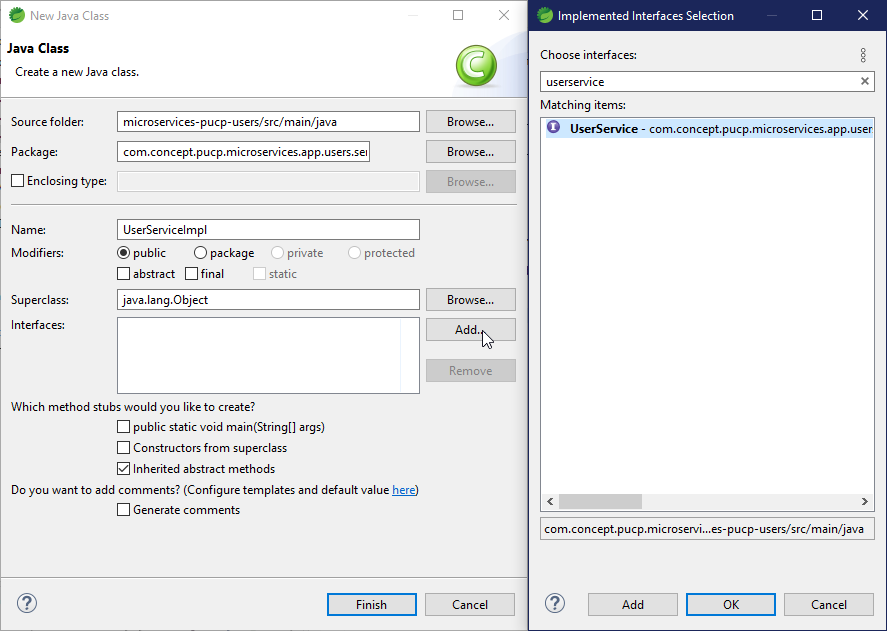 New Java Class
Java Class
Create a new Java class.
Source folder: microservices-pucp-users/src/main/java Browse...
Package: com.concept.pucp.microservices.app.users.se Browse...
Enclosing type: Browse...
Name: UserServiceImpl
Modifiers: public package private protected
abstract final static
Superclass: java.lang.Object Browse...
Interfaces: Add...
Remove
Which method stubs would you like to create?
public static void main(String[] args)
Constructors from superclass
Inherited abstract methods
Do you want to add comments? (Configure templates and default value here)
Generate comments
Finish Cancel
Implemented Interfaces Selection
Choose interfaces:
userservice
Matching items:
UserService - com.concept.pucp.microservices.app.user
com.concept.pucp.microservi...es-pucp-users/src/main/java
Add OK Cancel